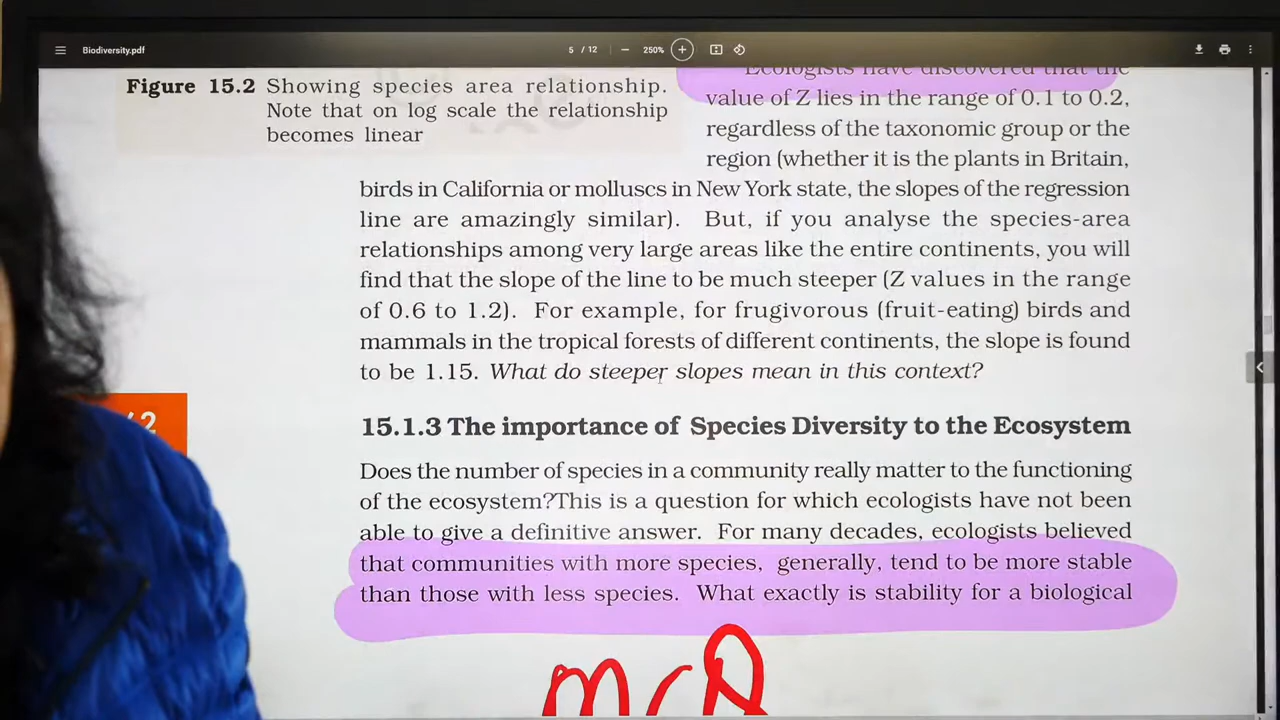 Biodiversity.pdf
5 / 12
250%
Figure 15.2 Showing species area relationship.
Note that on log scale the relationship
becomes linear
Ecologists have discovered that the
value of Z lies in the range of 0.1 to 0.2,
regardless of the taxonomic group or the
region (whether it is the plants in Britain,
birds in California or molluscs in New York state, the slopes of the regression
line are amazingly similar). But, if you analyse the species-area
relationships among very large areas like the entire continents, you will
find that the slope of the line to be much steeper (Z values in the range
of 0.6 to 1.2). For example, for frugivorous (fruit-eating) birds and
mammals in the tropical forests of different continents, the slope is found
to be 1.15. What do steeper slopes mean in this context?
15.1.3 The importance of Species Diversity to the Ecosystem
Does the number of species in a community really matter to the functioning
of the ecosystem?This is a question for which ecologists have not been
able to give a definitive answer. For many decades, ecologists believed
that communities with more species, generally, tend to be more stable
than those with less species. What exactly is stability for a biological